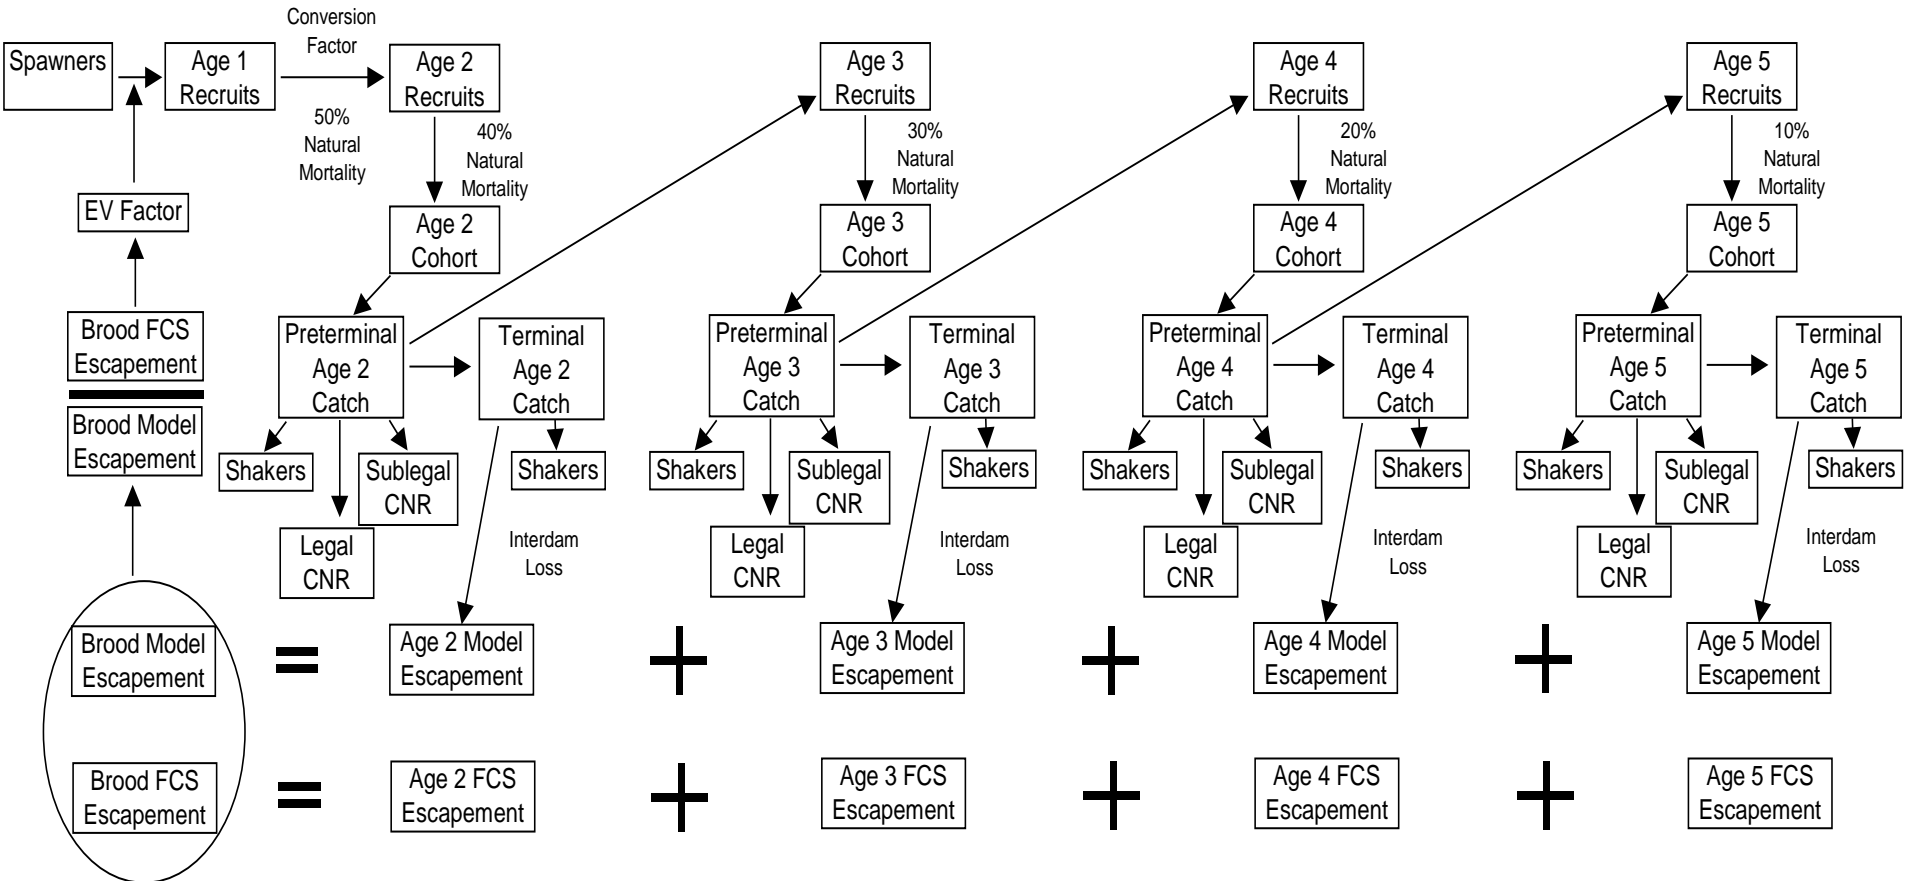 Conversion
Factor
Spawners
Age 1
Recruits
Age 2
Recruits
Age 3
Recruits
Age 4
Recruits
Age 5
Recruits
50%
Natural
Mortality
40%
Natural
Mortality
30%
Natural
Mortality
20%
Natural
Mortality
10%
Natural
Mortality
EV Factor
Age 2
Cohort
Age 3
Cohort
Age 4
Cohort
Age 5
Cohort
Brood FCS
Escapement
Brood Model
Escapement
Preterminal
Age 2
Catch
Terminal
Age 2
Catch
Preterminal
Age 3
Catch
Terminal
Age 3
Catch
Preterminal
Age 4
Catch
Terminal
Age 4
Catch
Preterminal
Age 5
Catch
Terminal
Age 5
Catch
Shakers
Sublegal
CNR
Shakers
Shakers
Sublegal
CNR
Shakers
Shakers
Sublegal
CNR
Shakers
Shakers
Sublegal
CNR
Shakers
Legal
CNR
Interdam
Loss
Legal
CNR
Interdam
Loss
Legal
CNR
Interdam
Loss
Legal
CNR
Interdam
Loss
Brood Model
Escapement
=
Age 2 Model
Escapement
+
Age 3 Model
Escapement
+
Age 4 Model
Escapement
+
Age 5 Model
Escapement
Brood FCS
Escapement
=
Age 2 FCS
Escapement
+
Age 3 FCS
Escapement
+
Age 4 FCS
Escapement
+
Age 5 FCS
Escapement